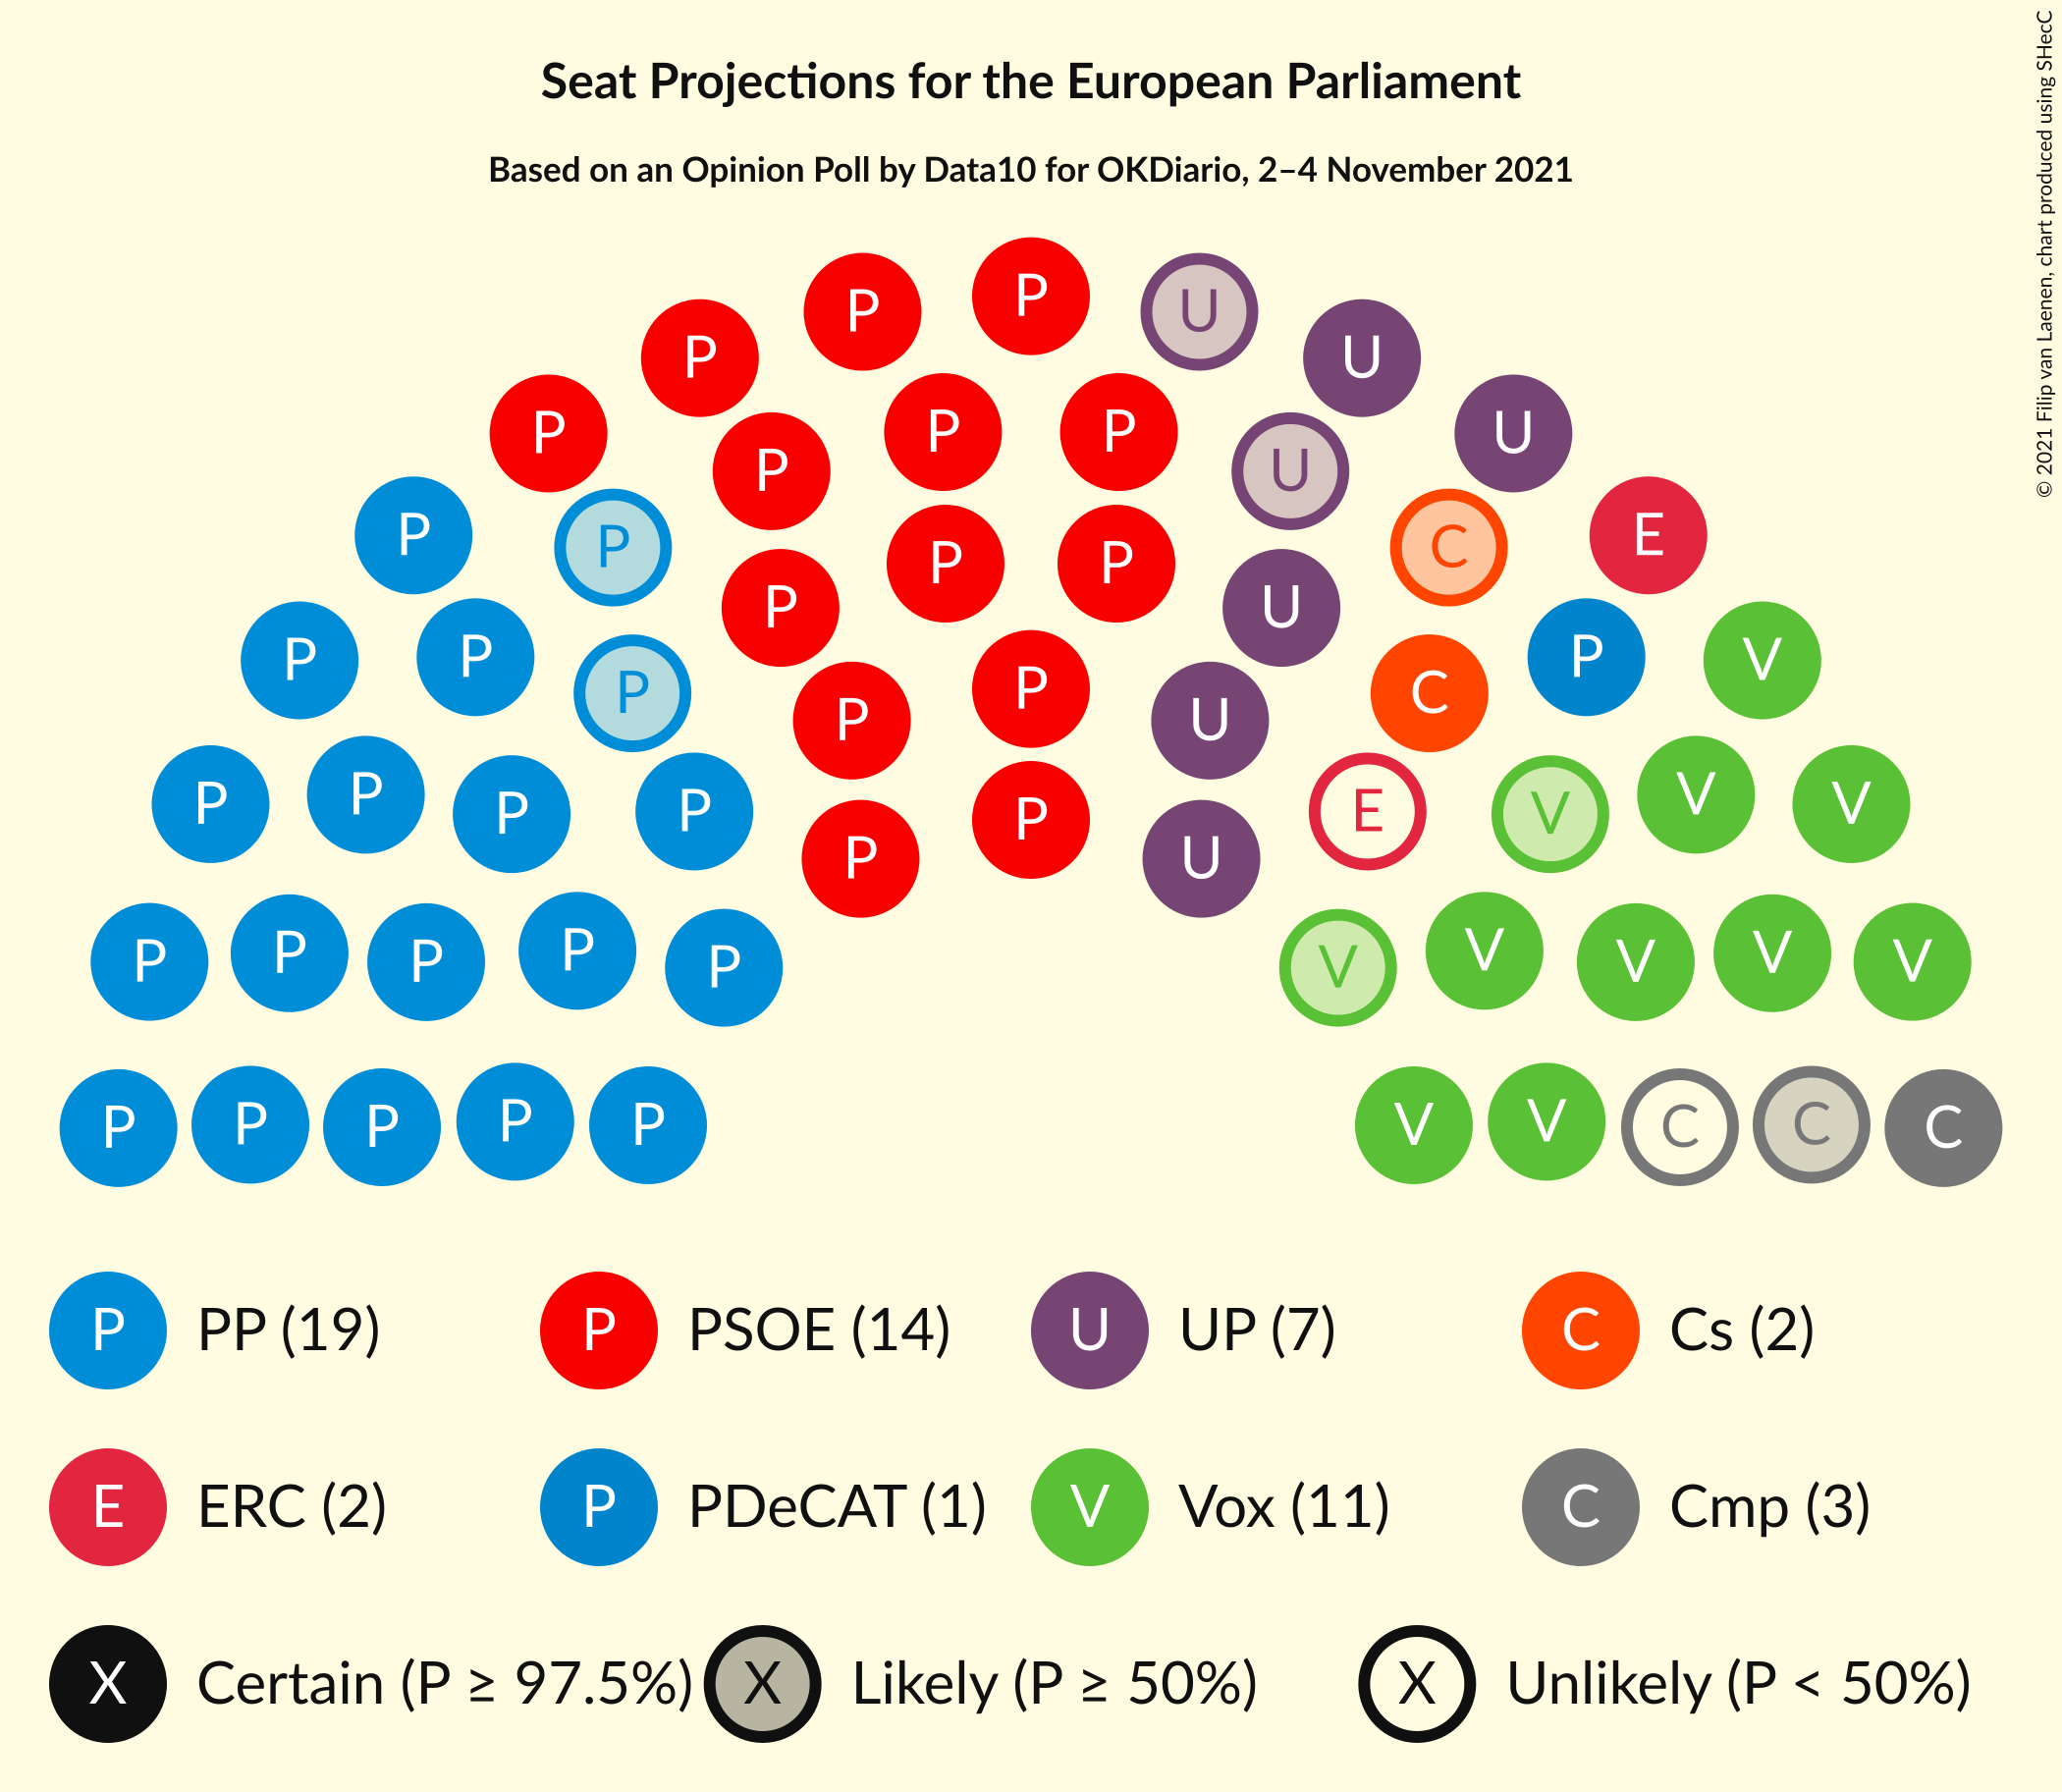 Seat Projections for the European Parliament
Based on an Opinion Poll by Data10 for OKDiario, 2–4 November 2021
© 2021 Filip van Laenen, chart produced using SHecC
P P U
P P U U
P P P P
P U
P P C E
P P P U
P P P V
P C
P P U
P P P P E V V V
P P U
P P P P P V V V V V
P P P P P V V C C C
P PP (19) P PSOE (14) U UP (7) C Cs (2)
E ERC (2) P PDeCAT (1) V Vox (11) C Cmp (3)
X Certain (P ≥ 97.5%) X Likely (P ≥ 50%) X Unlikely (P < 50%)